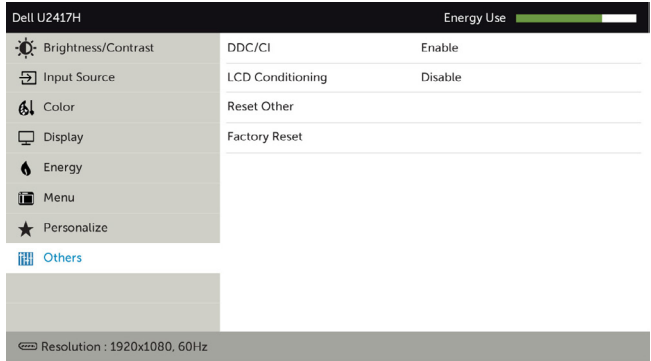 Dell U2417H Energy Use
Brightness/Contrast DDC/CI Enable
Input Source LCD Conditioning Disable
Color Reset Other
Display Factory Reset
Energy
Menu
Personalize
Others
Resolution : 1920x1080, 60Hz